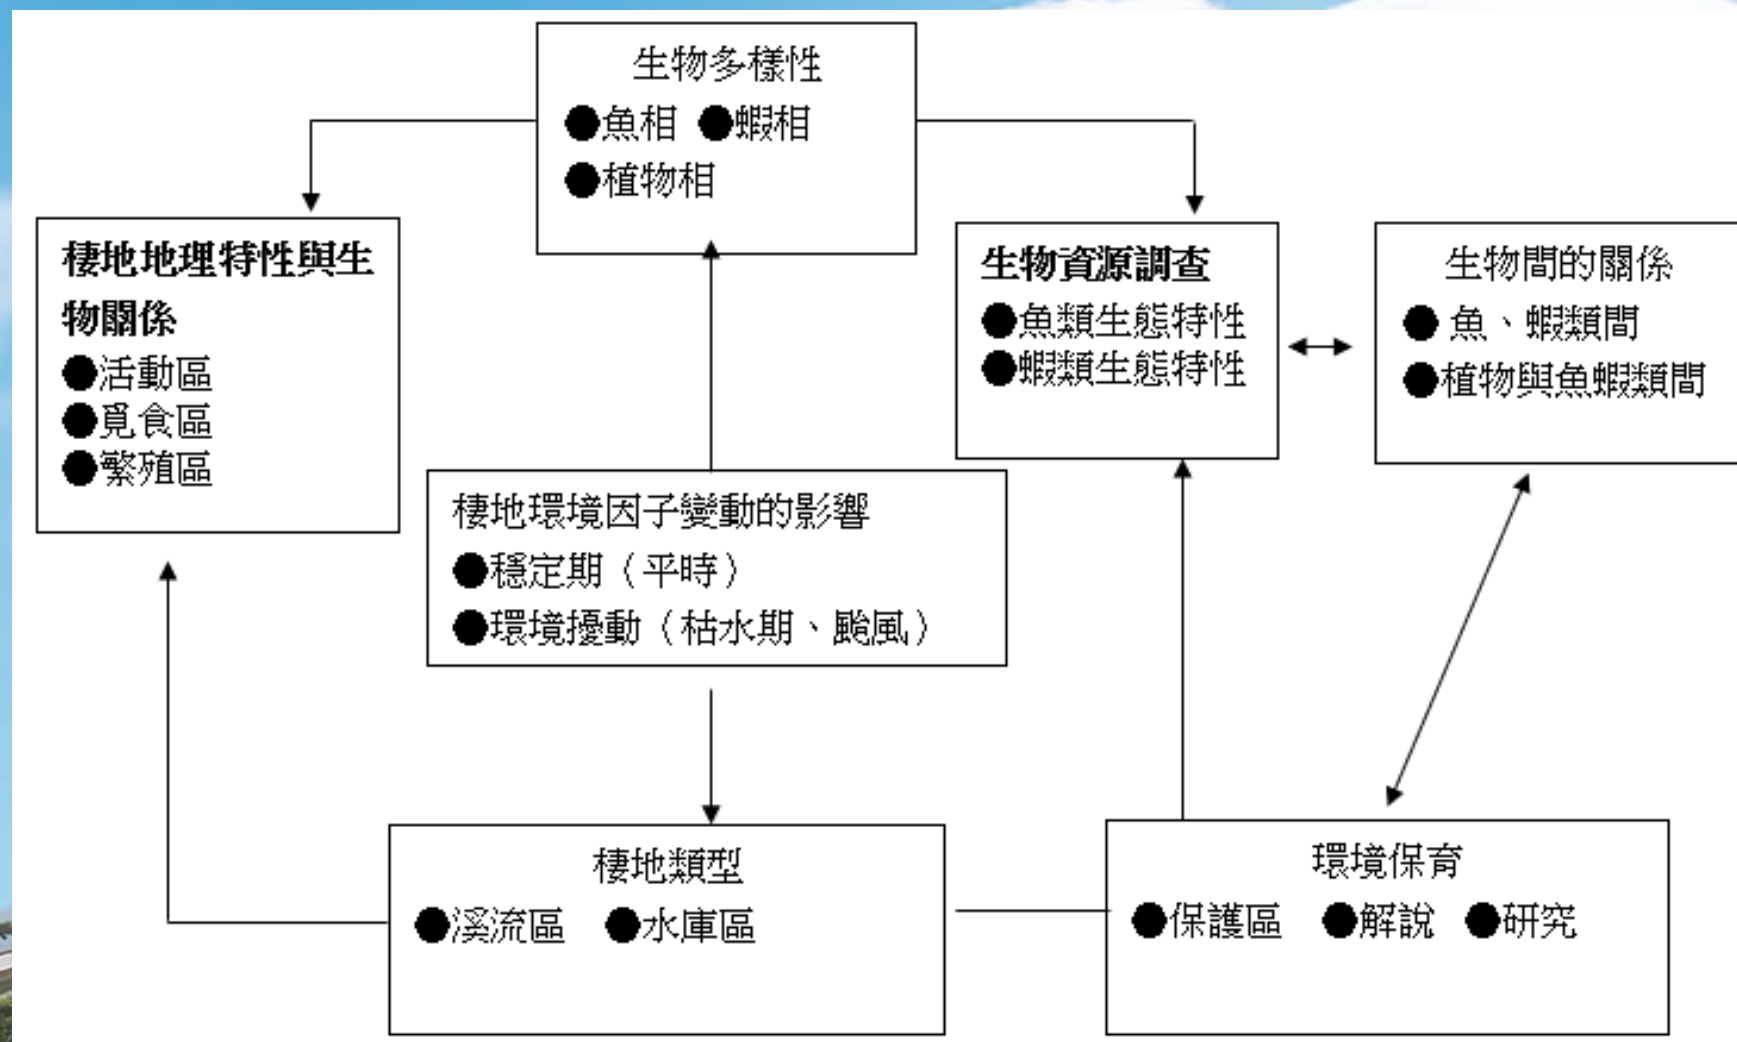 生物多樣性
●魚相 ●蝦相
●植物相
棲地地理特性與生
物關係
●活動區
●覓食區
●繁殖區
生物資源調查
●魚類生態特性
●蝦類生態特性
生物間的關係
● 魚、蝦類間
●植物與魚蝦類間
棲地環境因子變動的影響
●穩定期（平時）
●環境擾動（枯水期、颱風）
棲地類型
●溪流區 ●水庫區
環境保育
●保護區 ●解說 ●研究